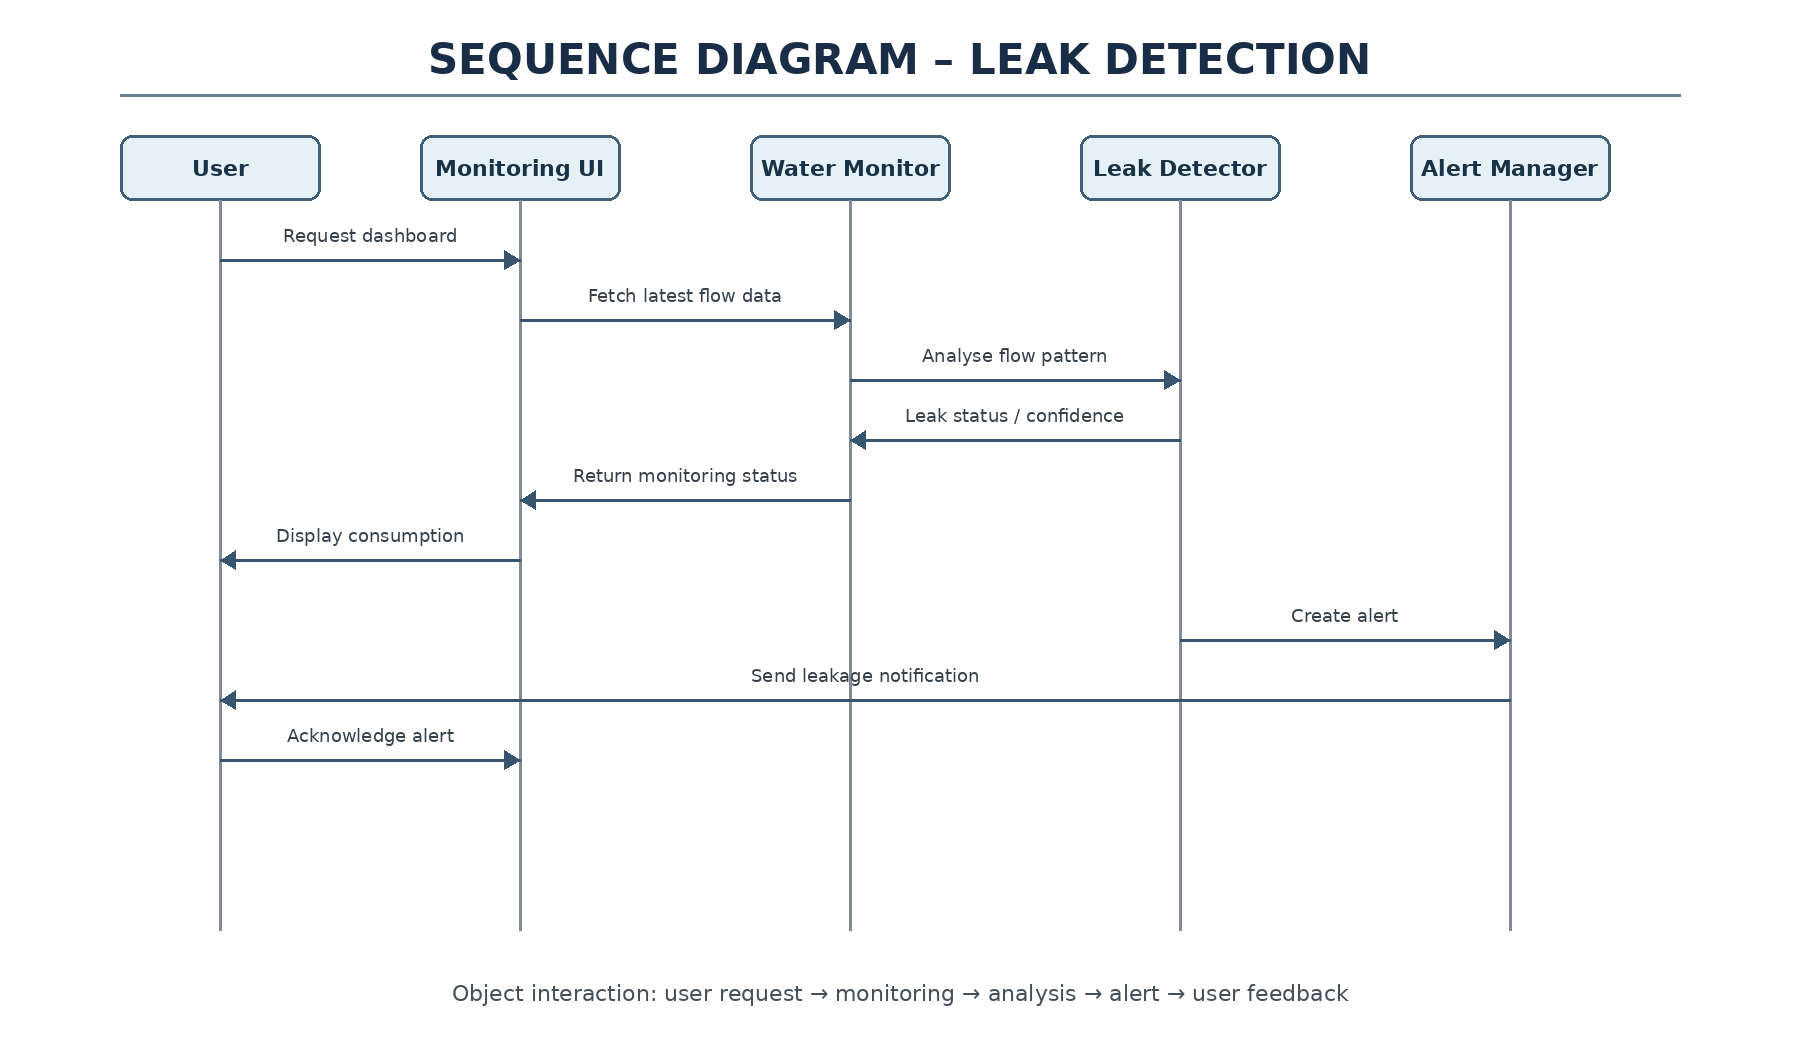 SEQUENCE DIAGRAM – LEAK DETECTION
User
Monitoring UI
Water Monitor
Leak Detector
Alert Manager
Request dashboard
Fetch latest flow data
Analyse flow pattern
Leak status / confidence
Return monitoring status
Display consumption
Create alert
Send leakage notification
Acknowledge alert
Object interaction: user request → monitoring → analysis → alert → user feedback